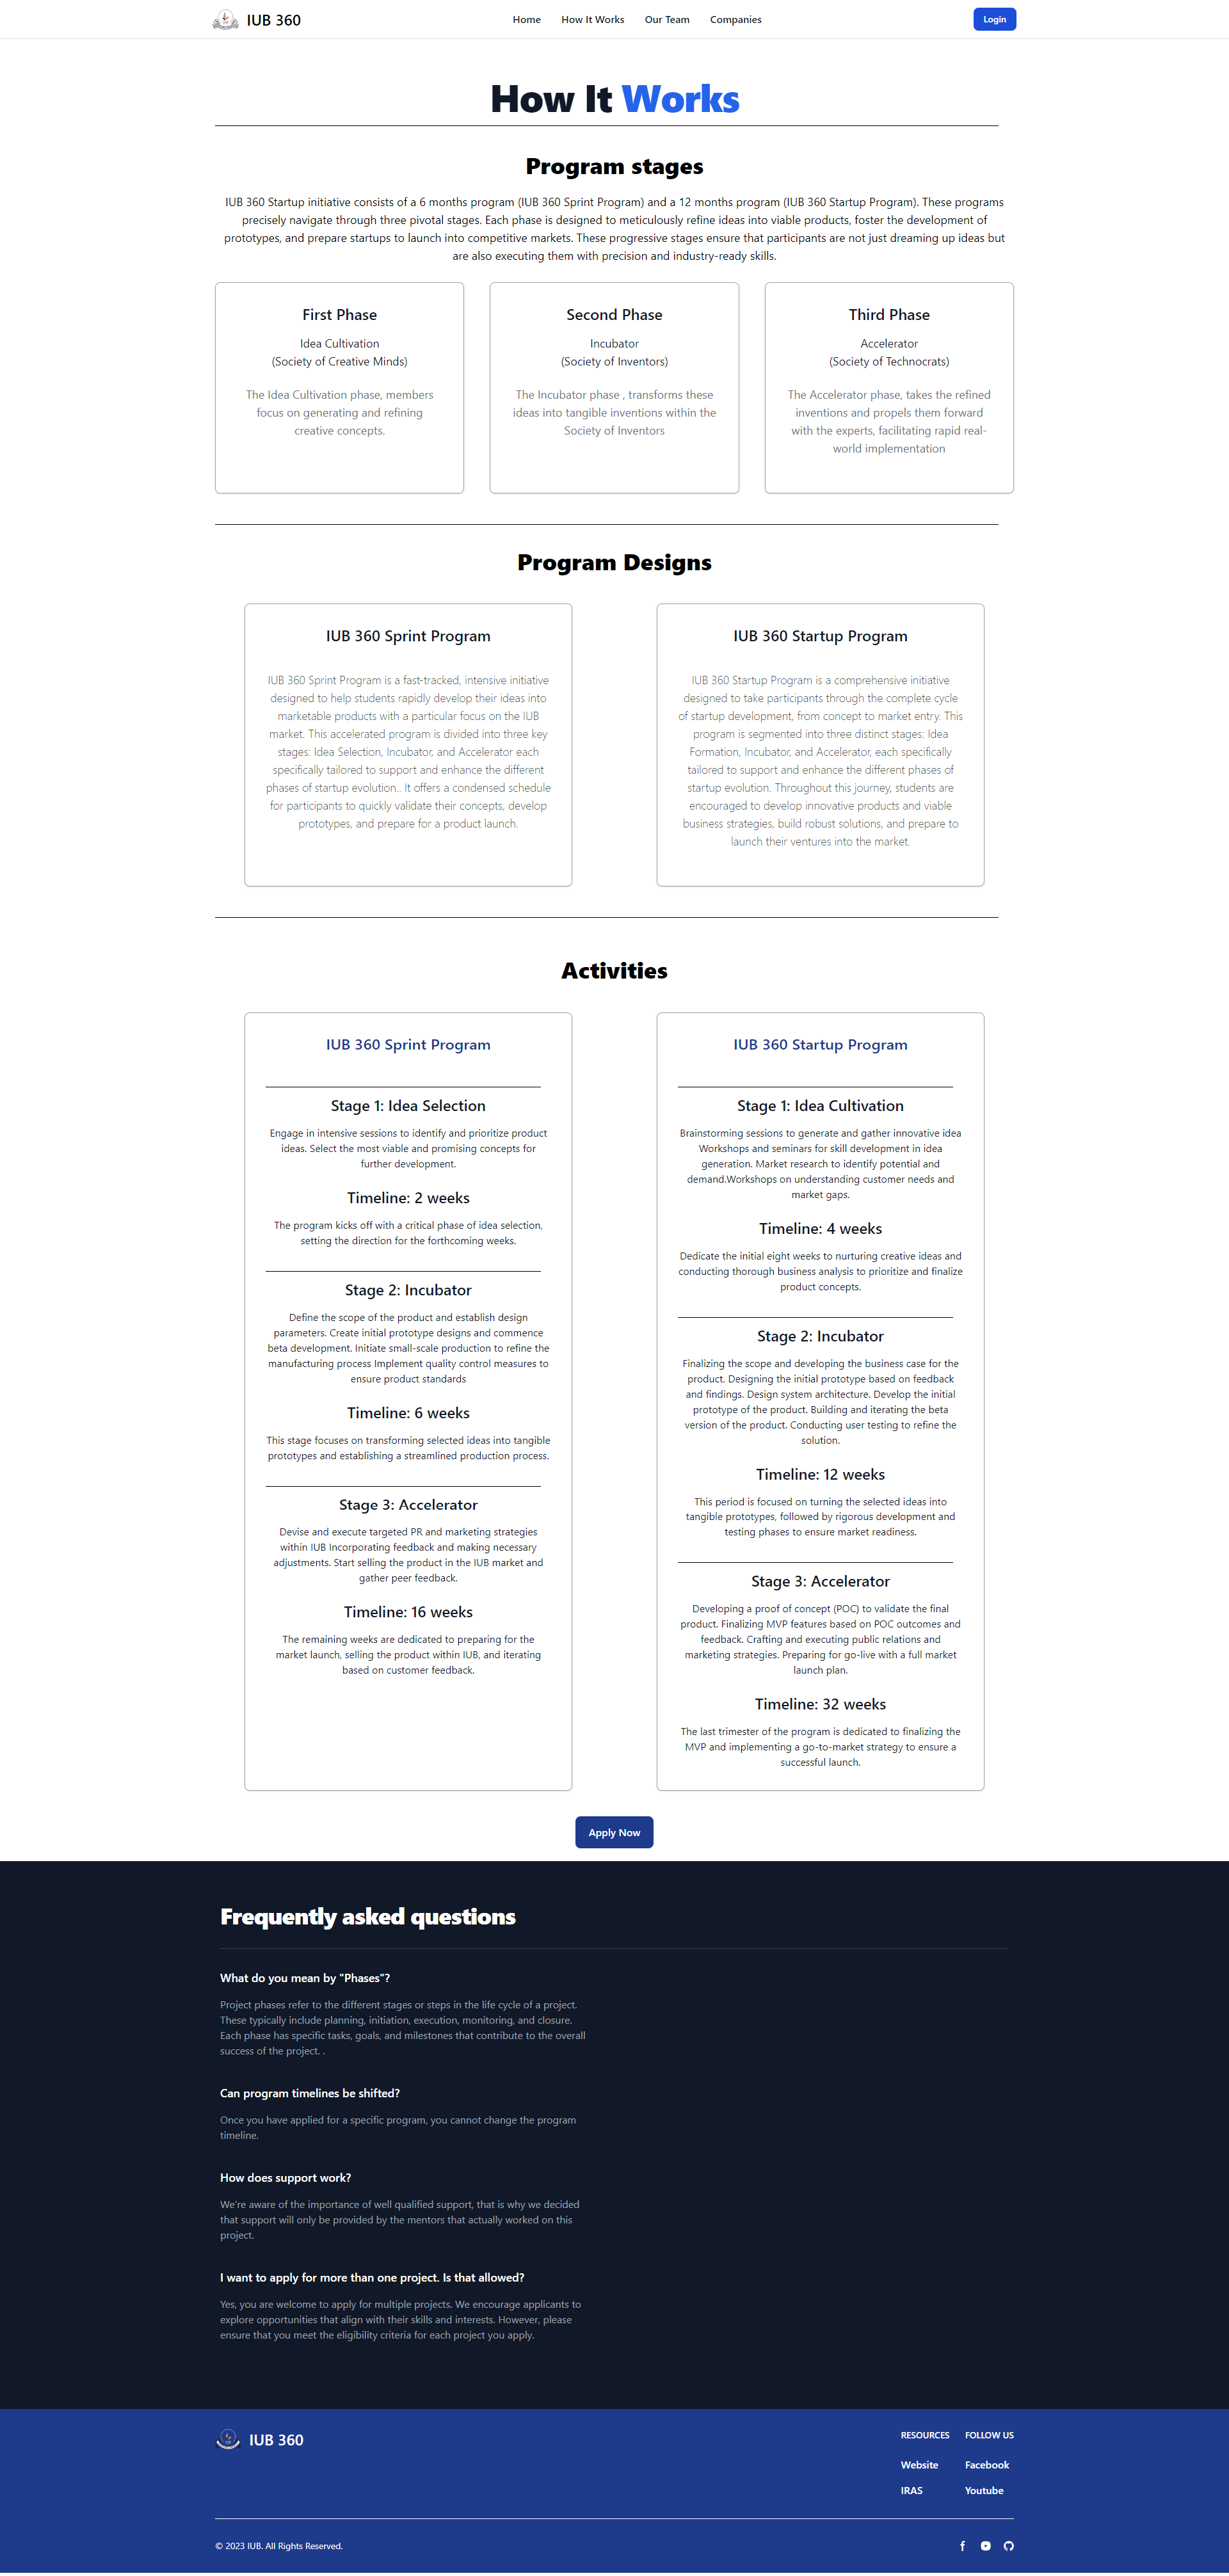 IUB 360
Home
How It Works
Our Team
Companies
Login
How It Works
Program stages
IUB 360 Startup initiative consists of a 6 months program (IUB 360 Sprint Program) and a 12 months program (IUB 360 Startup Program). These programs
precisely navigate through three pivotal stages. Each phase is designed to meticulously refine ideas into viable products, foster the development of
prototypes, and prepare startups to launch into competitive markets. These progressive stages ensure that participants are not just dreaming up ideas but
are also executing them with precision and industry-ready skills.
First Phase
Idea Cultivation
(Society of Creative Minds)
The Idea Cultivation phase, members
focus on generating and refining
creative concepts.
Second Phase
Incubator
(Society of Inventors)
The Incubator phase , transforms these
ideas into tangible inventions within the
Society of Inventors
Third Phase
Accelerator
(Society of Technocrats)
The Accelerator phase, takes the refined
inventions and propels them forward
with the experts, facilitating rapid real-
world implementation
Program Designs
IUB 360 Sprint Program
IUB 360 Sprint Program is a fast-tracked, intensive initiative
designed to help students rapidly develop their ideas into
marketable products with a particular focus on the IUB
market. This accelerated program is divided into three key
stages: Idea Selection, Incubator, and Accelerator each
specifically tailored to support and enhance the different
phases of startup evolution.. It offers a condensed schedule
for participants to quickly validate their concepts, develop
prototypes, and prepare for a product launch.
IUB 360 Startup Program
IUB 360 Startup Program is a comprehensive initiative
designed to take participants through the complete cycle
of startup development, from concept to market entry. This
program is segmented into three distinct stages: Idea
Formation, Incubator, and Accelerator, each specifically
tailored to support and enhance the different phases of
startup evolution. Throughout this journey, students are
encouraged to develop innovative products and viable
business strategies, build robust solutions, and prepare to
launch their ventures into the market.
Activities
IUB 360 Sprint Program
Stage 1: Idea Selection
Engage in intensive sessions to identify and prioritize product
ideas. Select the most viable and promising concepts for
further development.
Timeline: 2 weeks
The program kicks off with a critical phase of idea selection,
setting the direction for the forthcoming weeks.
Stage 2: Incubator
Define the scope of the product and establish design
parameters. Create initial prototype designs and commence
beta development. Initiate small-scale production to refine the
manufacturing process Implement quality control measures to
ensure product standards
Timeline: 6 weeks
This stage focuses on transforming selected ideas into tangible
prototypes and establishing a streamlined production process.
Stage 3: Accelerator
Devise and execute targeted PR and marketing strategies
within IUB Incorporating feedback and making necessary
adjustments. Start selling the product in the IUB market and
gather peer feedback.
Timeline: 16 weeks
The remaining weeks are dedicated to preparing for the
market launch, selling the product within IUB, and iterating
based on customer feedback.
IUB 360 Startup Program
Stage 1: Idea Cultivation
Brainstorming sessions to generate and gather innovative idea
Workshops and seminars for skill development in idea
generation. Market research to identify potential and
demand.Workshops on understanding customer needs and
market gaps.
Timeline: 4 weeks
Dedicate the initial eight weeks to nurturing creative ideas and
conducting thorough business analysis to prioritize and finalize
product concepts.
Stage 2: Incubator
Finalizing the scope and developing the business case for the
product. Designing the initial prototype based on feedback
and findings. Design system architecture. Develop the initial
prototype of the product. Building and iterating the beta
version of the product. Conducting user testing to refine the
solution.
Timeline: 12 weeks
This period is focused on turning the selected ideas into
tangible prototypes, followed by rigorous development and
testing phases to ensure market readiness.
Stage 3: Accelerator
Developing a proof of concept (POC) to validate the final
product. Finalizing MVP features based on POC outcomes and
feedback. Crafting and executing public relations and
marketing strategies. Preparing for go-live with a full market
launch plan.
Timeline: 32 weeks
The last trimester of the program is dedicated to finalizing the
MVP and implementing a go-to-market strategy to ensure a
successful launch.
Apply Now
Frequently asked questions
What do you mean by "Phases"?
Project phases refer to the different stages or steps in the life cycle of a project.
These typically include planning, initiation, execution, monitoring, and closure.
Each phase has specific tasks, goals, and milestones that contribute to the overall
success of the project. .
Can program timelines be shifted?
Once you have applied for a specific program, you cannot change the program
timeline.
How does support work?
We're aware of the importance of well qualified support, that is why we decided
that support will only be provided by the mentors that actually worked on this
project.
I want to apply for more than one project. Is that allowed?
Yes, you are welcome to apply for multiple projects. We encourage applicants to
explore opportunities that align with their skills and interests. However, please
ensure that you meet the eligibility criteria for each project you apply.
IUB 360
RESOURCES
Website
IRAS
FOLLOW US
Facebook
Youtube
© 2023 IUB. All Rights Reserved.